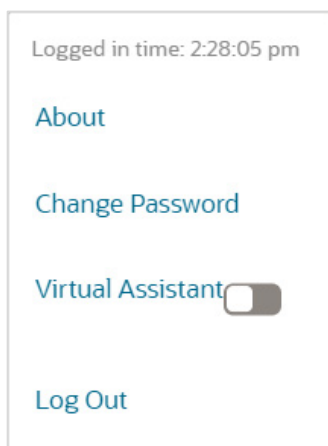 Logged in time: 2:28:05 pm
About
Change Password
Virtual Assistant
Log Out